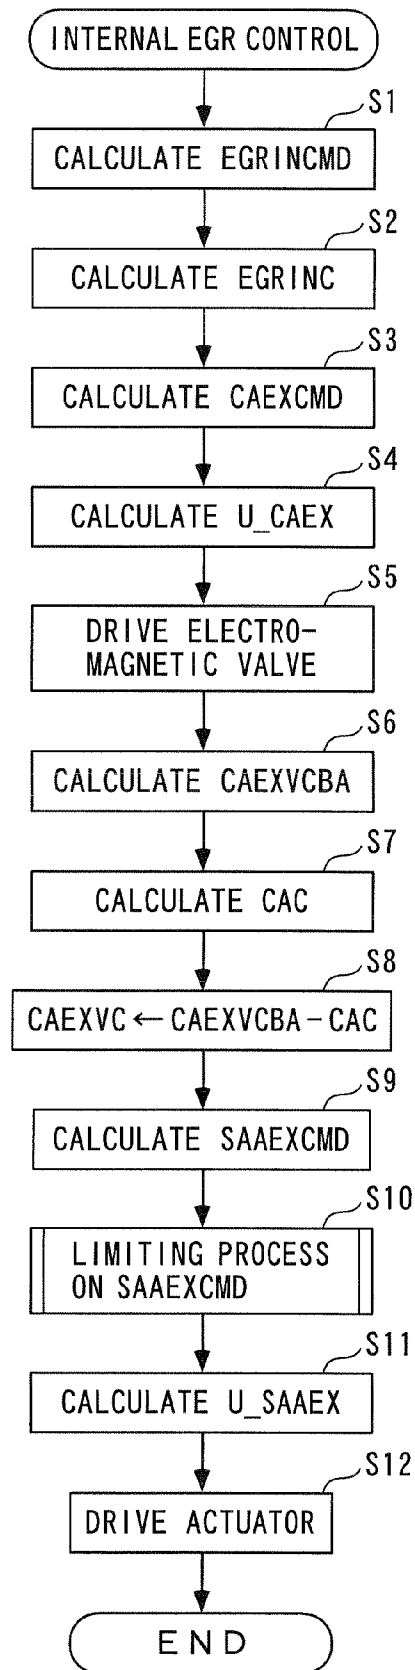 INTERNAL EGR CONTROL
S1
CALCULATE EGRINCMD
S2
CALCULATE EGRINC
S3
CALCULATE CAEXCMD
S4
CALCULATE U_CAEX
S5
DRIVE ELECTRO-
MAGNETIC VALVE
S6
CALCULATE CAEXVCBA
S7
CALCULATE CAC
S8
CAEXVC ← CAEXVCBA - CAC
S9
CALCULATE SAAEXCMD
S10
LIMITING PROCESS
ON SAAEXCMD
S11
CALCULATE U_SAAEX
S12
DRIVE ACTUATOR
END